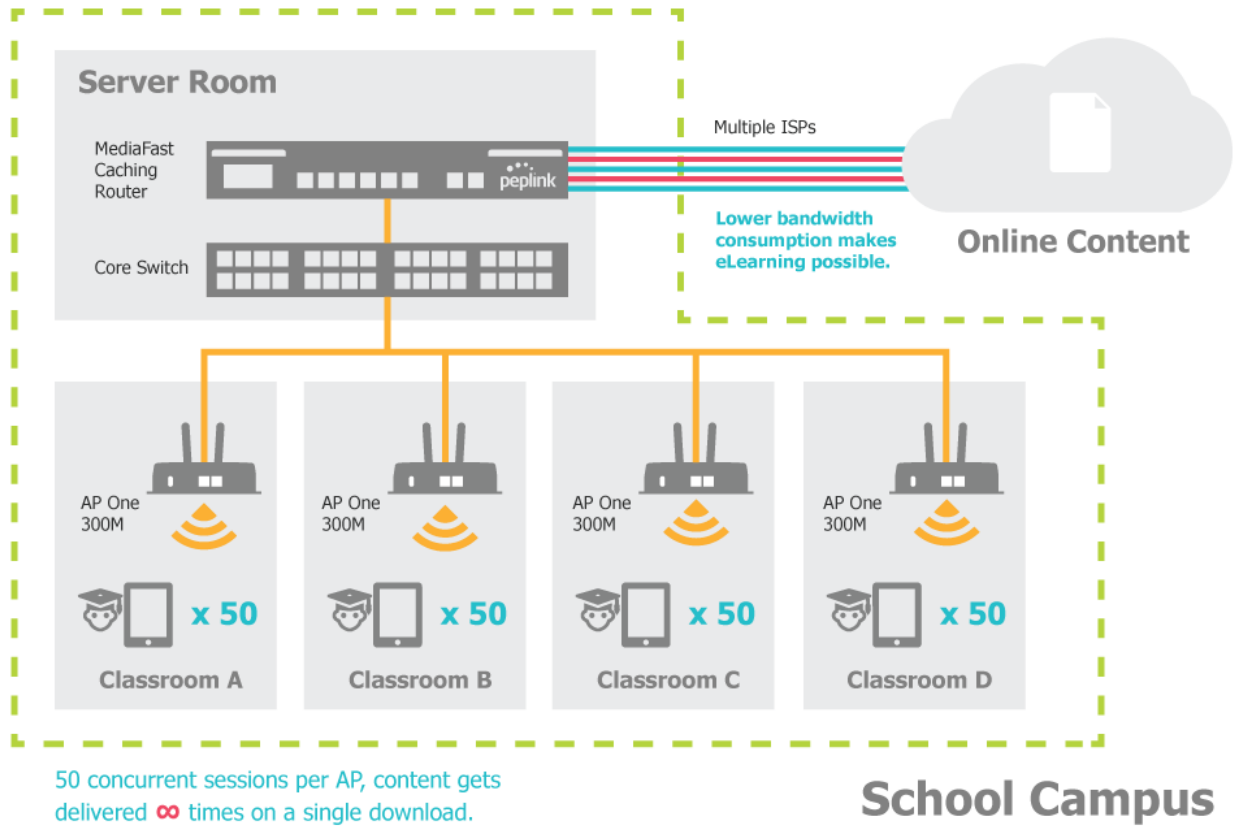 Server Room
MediaFast
Caching
Router
peplink
Core Switch
Multiple ISPs
Lower bandwidth
consumption makes
eLearning possible.
Online Content
AP One
300M
x 50
Classroom A
AP One
300M
x 50
Classroom B
AP One
300M
x 50
Classroom C
AP One
300M
x 50
Classroom D
50 concurrent sessions per AP, content gets
delivered ∞ times on a single download.
School Campus